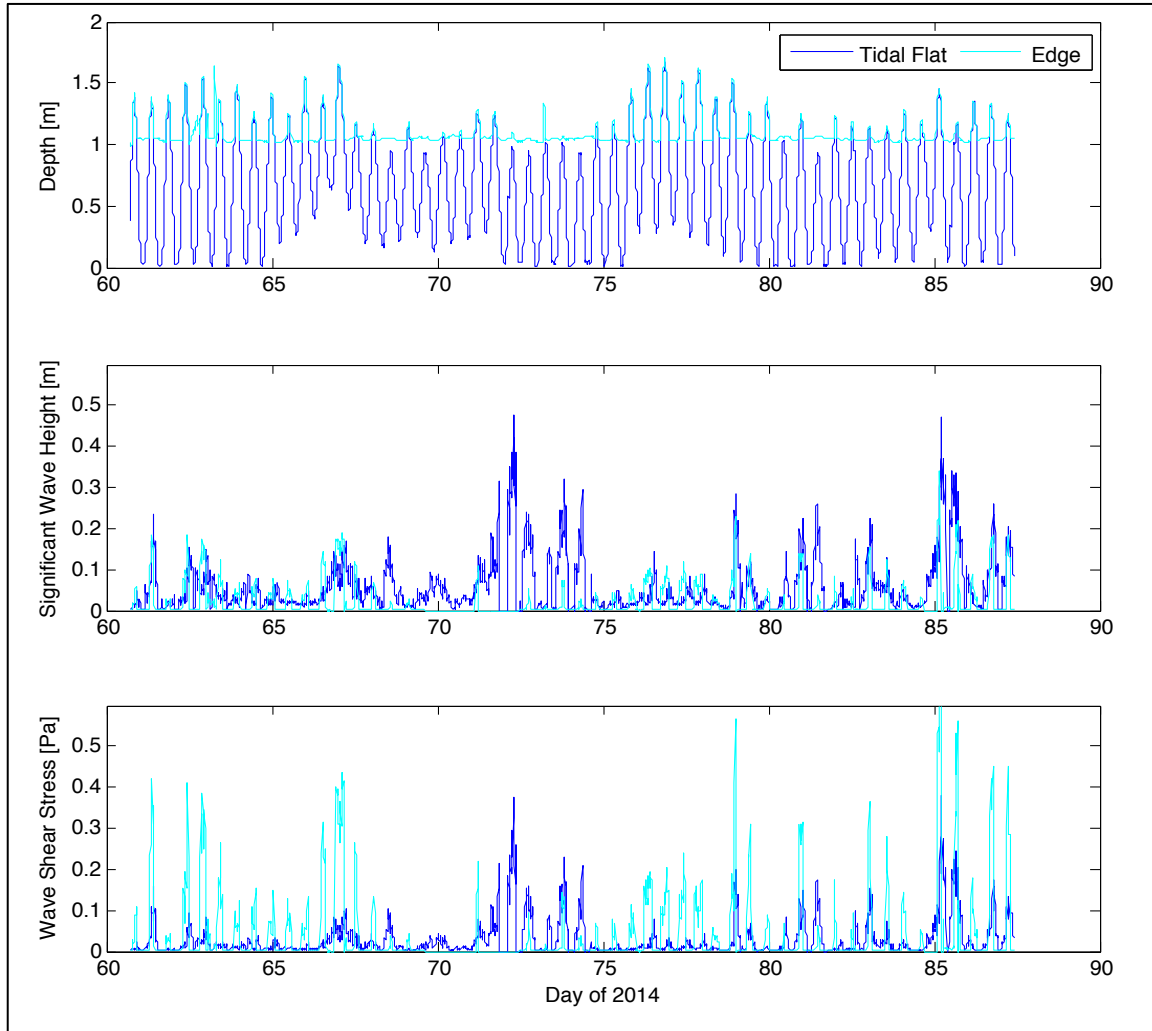 Tidal Flat Edge
Depth [m]
2
1.5
1
0.5
0
60 65 70 75 80 85 90
Significant Wave Height [m]
0.5
0.4
0.3
0.2
0.1
0
60 65 70 75 80 85 90
Wave Shear Stress [Pa]
0.5
0.4
0.3
0.2
0.1
0
60 65 70 75 80 85 90
Day of 2014